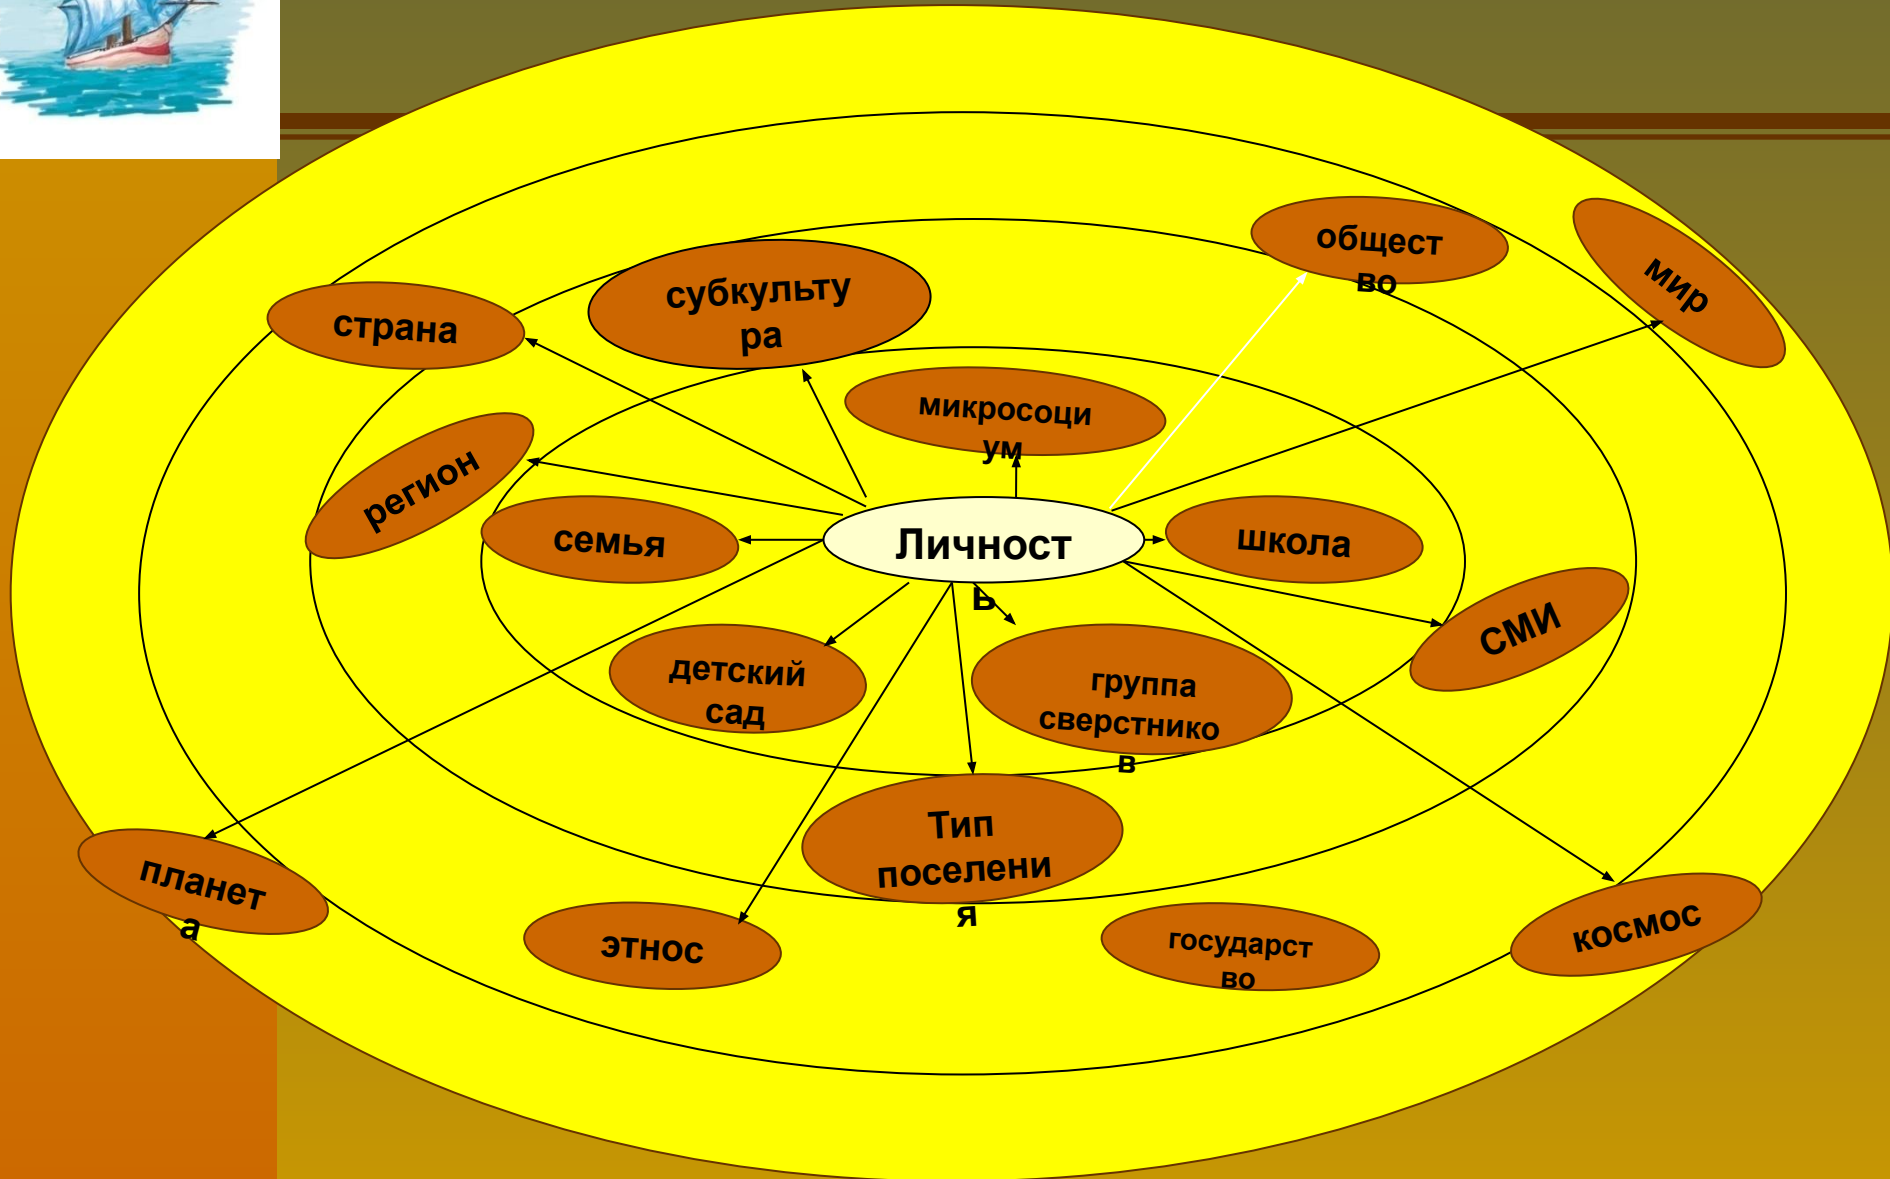 общест
во
мир
субкульту
ра
страна
микросоци
ум
регион
семья
Личност
ь
школа
СМИ
детский
сад
группа
сверстнико
в
Тип
поселени
я
планет
а
этнос
государст
во
космос